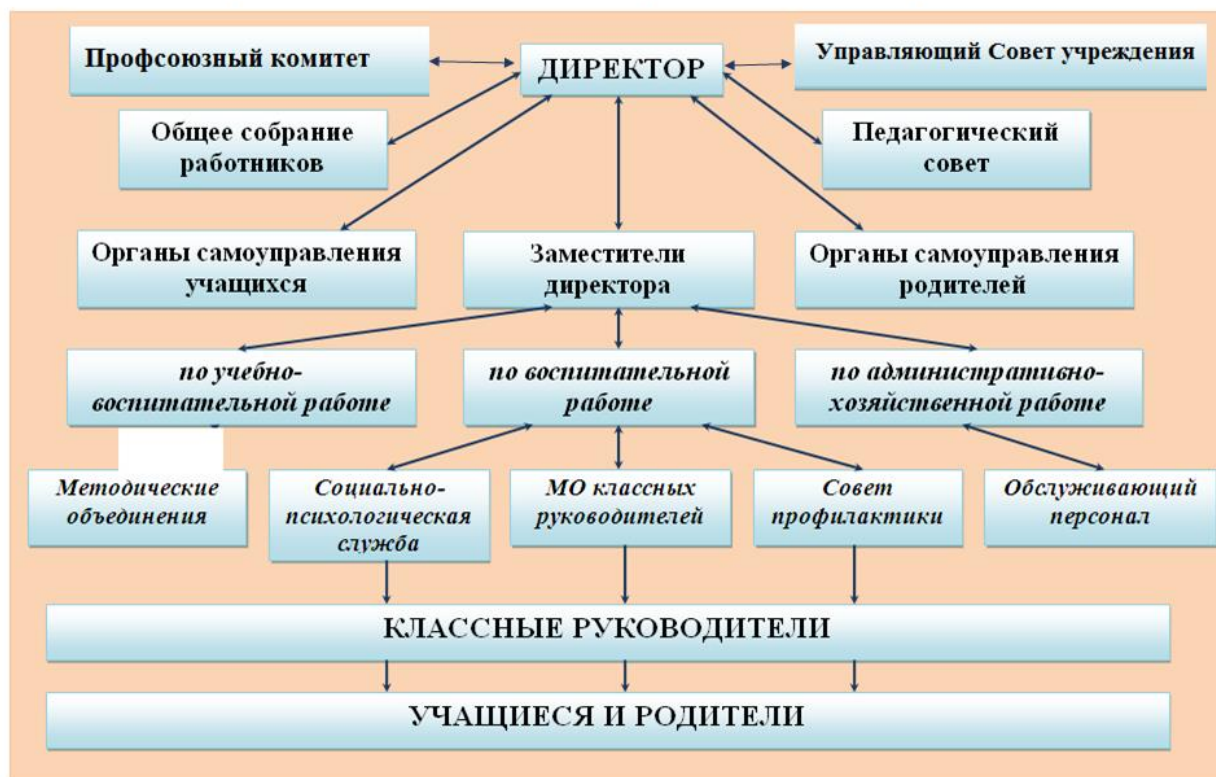 Профсоюзный комитет
ДИРЕКТОР
Управляющий Совет учреждения
Общее собрание
работников
Педагогический
совет
Органы самоуправления
учащихся
Заместители
директора
Органы самоуправления
родителей
по учебно-
воспитательной работе
по воспитательной
работе
по административно-
хозяйственной работе
Методические
объединения
Социально-
психологическая
служба
МО классных
руководителей
Совет
профилактики
Обслуживающий
персонал
КЛАССНЫЕ РУКОВОДИТЕЛИ
УЧАЩИЕСЯ И РОДИТЕЛИ